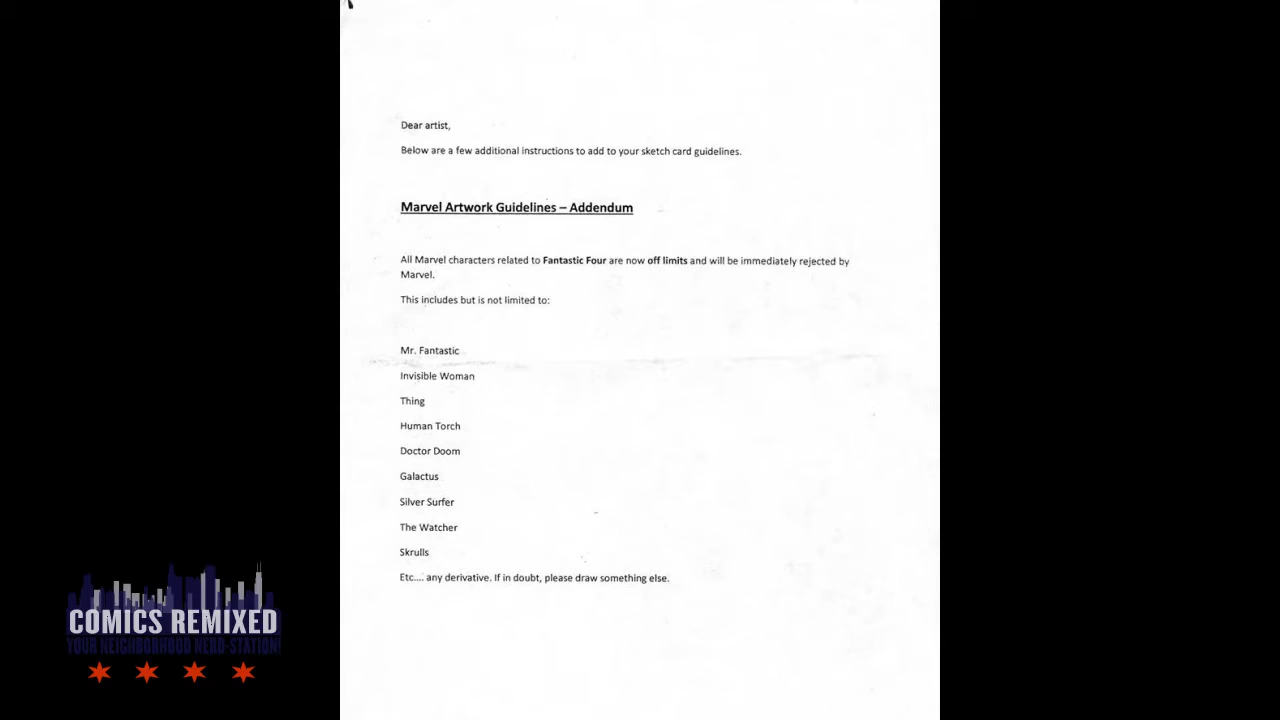 Dear artist,
Below are a few additional instructions to add to your sketch card guidelines.
Marvel Artwork Guidelines – Addendum
All Marvel characters related to Fantastic Four are now off limits and will be immediately rejected by
Marvel.
This includes but is not limited to:
Mr. Fantastic
Invisible Woman
Thing
Human Torch
Doctor Doom
Galactus
Silver Surfer
The Watcher
Skrulls
Etc.... any derivative. If in doubt, please draw something else.
COMICS REMIXED
YOUR NEIGHBORHOOD NERD-STATION!